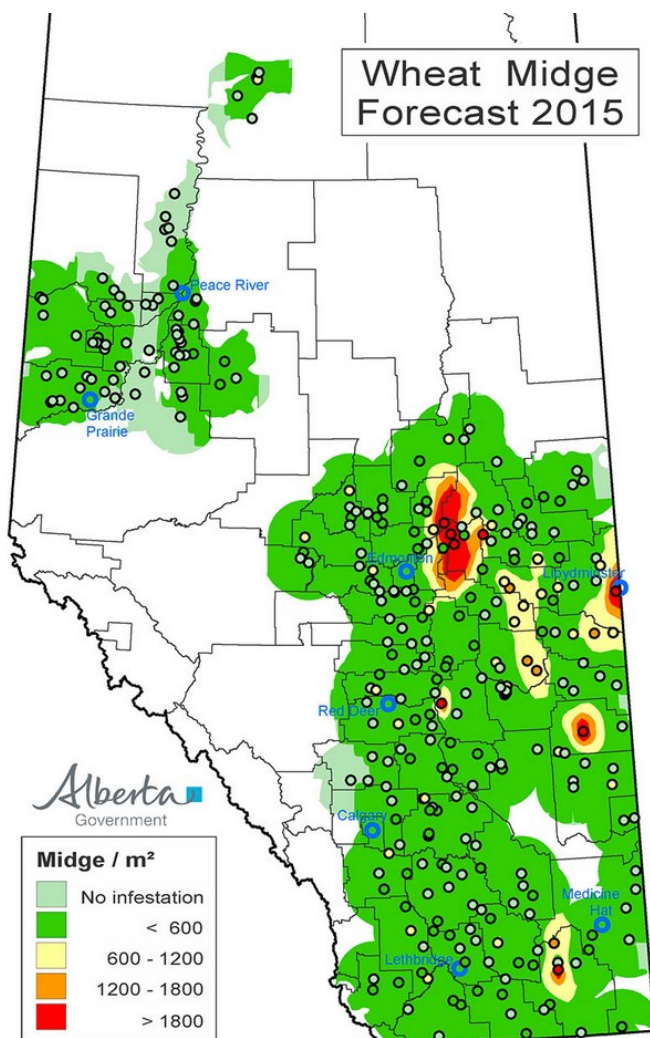 Wheat Midge
Forecast 2015
Peace River
Grande
Prairie
Edmonton
Lloydminster
Red Deer
Alberta
Government
Calgary
Midge / m²
No infestation
< 600
600 - 1200
1200 - 1800
> 1800
Medicine
Hat
Lethbridge